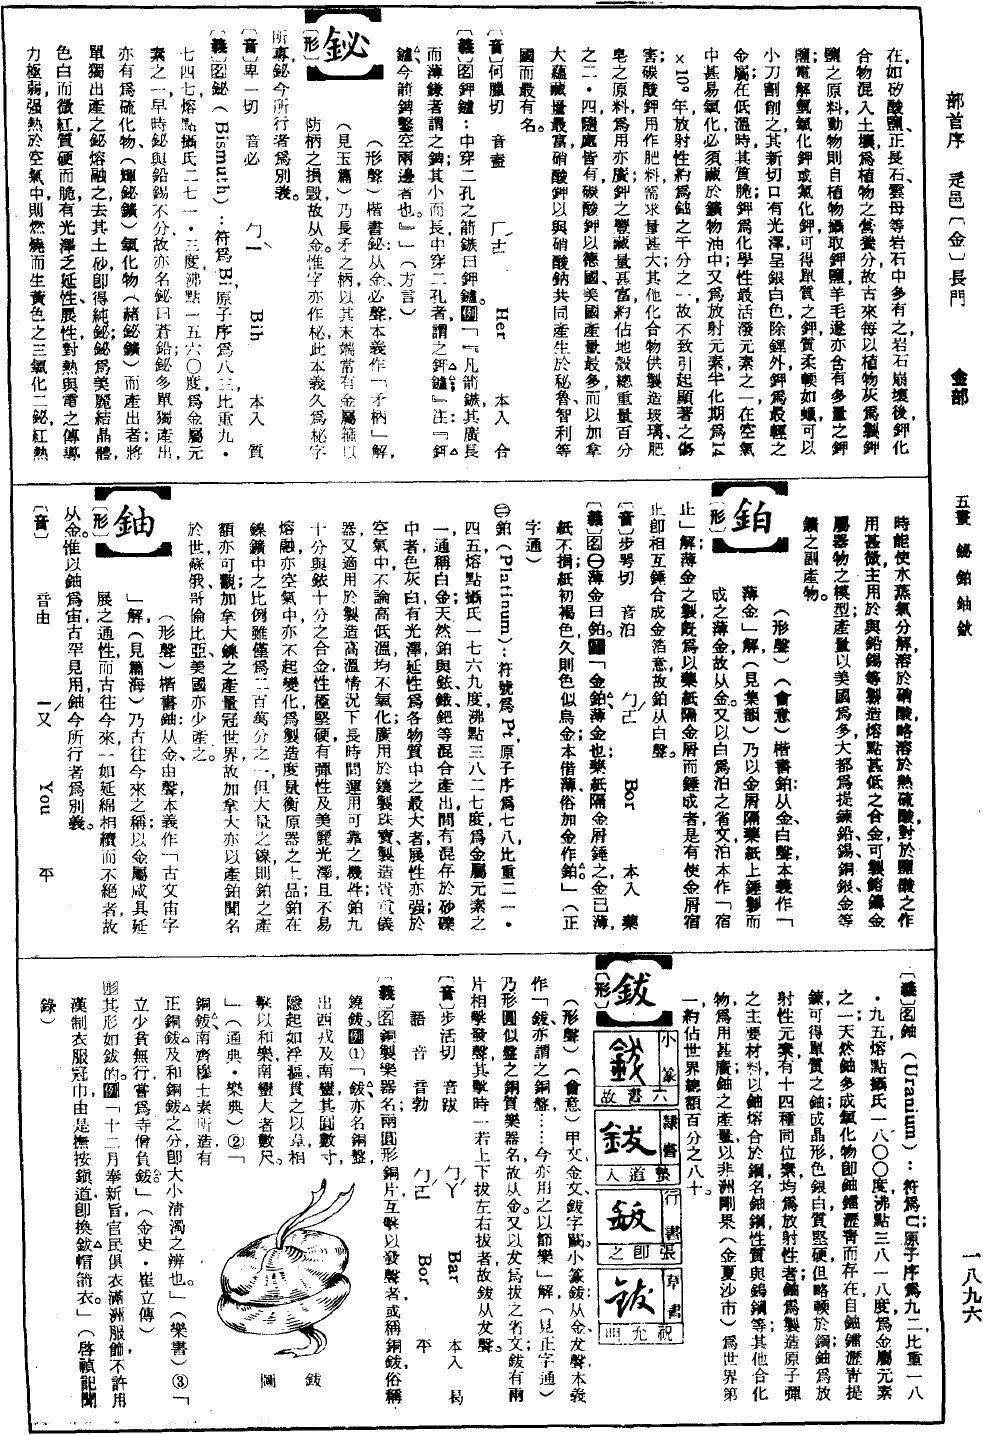 部首序　辵邑〔金〕長門　　金部　　五畫　鉍鉑鈾鈸　　一八九六
在，如矽酸鹽、正長石雲母等岩石中多有之。岩石崩壞後，鉀化
合物混入土壤，爲植物之營養分，故古來每以植物灰爲製鉀
鹽之原料，動物則自植物攝取鉀鹽，羊毛邃亦含有多量之鉀
鹽；電解氫氧化鉀或氯化鉀，可得單質之鉀；質柔輭如蠟，可以
小刀割削之；其新切口有光澤，呈銀白色；除鋰外，鉀爲最輕之
金屬，在低溫時其質脆；鉀爲化學性最活潑元素之一，在空氣
中甚易氧化，必須藏於鑛物油中；又爲放射元素，半化期爲
×10⁹年，放射性約爲鈾之千分之一，故不致引起顯著之傷
害；碳酸鉀用作肥料，需求量甚大；其他化合物供製造玻璃、肥
皂之原料，爲用亦廣；鉀之豐藏量甚富，約佔地殼總重量百分
之二·四，隨處皆有；碳酸鉀以德國、美國產量最多，而以加拿
大蘊藏量最富；硝酸鉀以與硝酸鈉共同產生於秘魯、智利等
國而最有名。
〔音〕何臘切　音盍　ㄏㄜˊ　Her　本入　合
〔義〕名鉀鑪：中穿二孔之箭鏃曰鉀鑪。例「『凡箭鏃其廣長
而薄鎌者謂之錍；其小而長，中穿二孔者謂之鉀鑪。』注『鉀
鑪，今箭錍鑿空兩邊者也。』」（方言）
鉍
〔形〕（形聲）楷書鉍：从金、必聲，本義作「矛柄」解，
（見玉篇）乃長矛之柄，以其末端常有金屬箍以
防柄之損毀，故从金。惟字亦作柲，此本義久爲柲字
所專，鉍今所行者爲別義。
〔音〕卑一切　音必　ㄅㄧˋ　Bih　本入　質
〔義〕名鉍（Bismuth）：符爲Bi，原子序爲八三，比重九·
七四七，熔點攝氏二七一·三度，沸點一五六〇度，爲金屬元
素之一；早時鉍與鉛錫不分，故亦名鉍曰蒼鉛；鉍多單獨產出，
亦有爲硫化物（輝鉍鑛）、氧化物（赭鉍鑛）而產出者；將
單獨出產之鉍熔融之，去其土砂，即得純鉍；鉍爲美麗結晶體，
色白而微紅，質硬而脆，有光澤，乏延性、展性，對熱與電之傳導
力極弱，强熱於空氣中，則燃燒而生黃色之三氧化二鉍，紅熱
時能使水蒸氣分解；溶於硝酸，略溶於熱硫酸，對於鹽酸之作
用甚微；主用於與鉛錫等製造熔點甚低之合金，可製鎔鑄金
屬器物之模型；產量以美國爲多，大都爲提鍊鉛、錫、銅、銀、金等
鑛之副產物。
鉑
〔形〕（形聲）（會意）楷書鉑：从金、白聲，本義作「
薄金」解（見集韻）乃以金屑隔藥紙上錘製而
成之薄金，故从金。又以白爲泊之省文，泊本作「宿
止」解，薄金之製旣爲以藥紙隔金屑而錘成者，是有使金屑宿
止即相互錘合成金箔意，故鉑从白聲。
〔音〕步咢切　音泊　ㄅㄛˊ　Bor　本入　藥
〔義〕名㊀薄金曰鉑。例「金鉑，薄金也。藥紙隔金屑錘之，金已薄，
紙不損；紙初褐色，久則色似烏金；本借薄，俗加金作鉑」（正
字通）
㊁鉑（Platinum）：符號爲Pt，原子序爲七八，比重二一·
四五，熔點攝氏一七六九度，沸點三八二七度，爲金屬元素之
一，通稱白金；天然鉑與銥、鋨、鈀等混合產出，間有混存於砂礫
中者；色灰白，有光澤，延性爲各物質中之最大者，展性亦强；於
空氣中不論高低溫均不氧化；廣用於鑲製珠寶、製造貴重儀
器；又適用於製造高溫情況下長時間運用可靠之機件；鉑九
十分與銥十分之合金，性極堅硬，有彈性及美麗光澤，且不易
熔融，亦空氣中亦不起變化，爲製造度量衡原器之上品；鉑在
鎳鑛中之比例雖僅爲二百萬分之一，但大量之鎳，則鉑之產
額亦可觀；加拿大鎳之產量冠世界，故加拿大亦以產鉑聞名
於世，蘇俄、哥倫比亞、美國亦少產之。
鈾
〔形〕（形聲）楷書鈾：从金、由聲，本義作「古文宙字
」解（見篇海）乃古往今來之稱；以金屬咸具延
展之通性，而古往今來一如延綿相續而不絕者，故
从金。惟以鈾爲宙，古罕見用，鈾今所行者爲別義。
〔音〕　音由　ㄧㄡˊ　You　平
〔義〕名鈾（Uranium）：符爲U，原子序爲九二，比重一八
·九五，熔點攝氏一八〇〇度，沸點三八一八度，爲金屬元素
之一；天然鈾多成氧化物，即鈾鐳瀝靑而存在；自鈾鐳瀝靑提
鍊可得單質之鈾；成晶形，色銀白，質堅硬，但略輭於鋼；鈾爲放
射性元素，有十四種同位素，均爲放射性者；鈾爲製造原子彈
之主要材料；以鈾熔合於鋼名鈾鋼，性質與鎢鋼等；其他化合
物爲用甚廣；鈾之產量以非洲剛果（金夏沙市）爲世界第
一，約佔世界總額百分之八十。
鈸
小篆　六書故
隸書　墊道人
行書　張即之
草書　祝允明
〔形〕（形聲）（會意）甲文金文鈸字闕，小篆鈸：从金、犮聲，本義
作「鈸，亦謂之銅盤……今亦用之以節樂」解（見正字通）
乃形圓似盤之銅質樂器名，故从金。又以犮爲拔之省文，鈸有兩
片，相擊發聲，其擊時一若上下拔左右拔者，故鈸从犮聲。
〔音〕步活切　音跋　ㄅㄚˊ　Bar　本入　曷
語音　音勃　ㄅㄛˊ　Bor　平
〔義〕名銅製樂器名，兩圓形銅片，互擊以發聲者，或稱銅鈸，俗稱
鐃鈸。例①「鈸，亦名銅盤，
出西戎及南蠻，其圓數寸，
隱起如浮漚，貫之以韋，相
擊以和樂，南蠻大者數尺。
」（通典·樂典）②「
銅鈸，南齊穆士素所造，有
正銅鈸及和銅鈸之分，即大小淸濁之辨也。」（樂書）③「
立少貧無行，嘗爲寺僧負鈸」（金史·崔立傳）
彫其形如鈸的。例「十二月，奉新旨，官民俱衣滿洲服飾，不許用
漢制衣服冠巾，由是撫按鎮道即換鈸帽箭衣。」（啓禎記聞
錄）
鈸圖